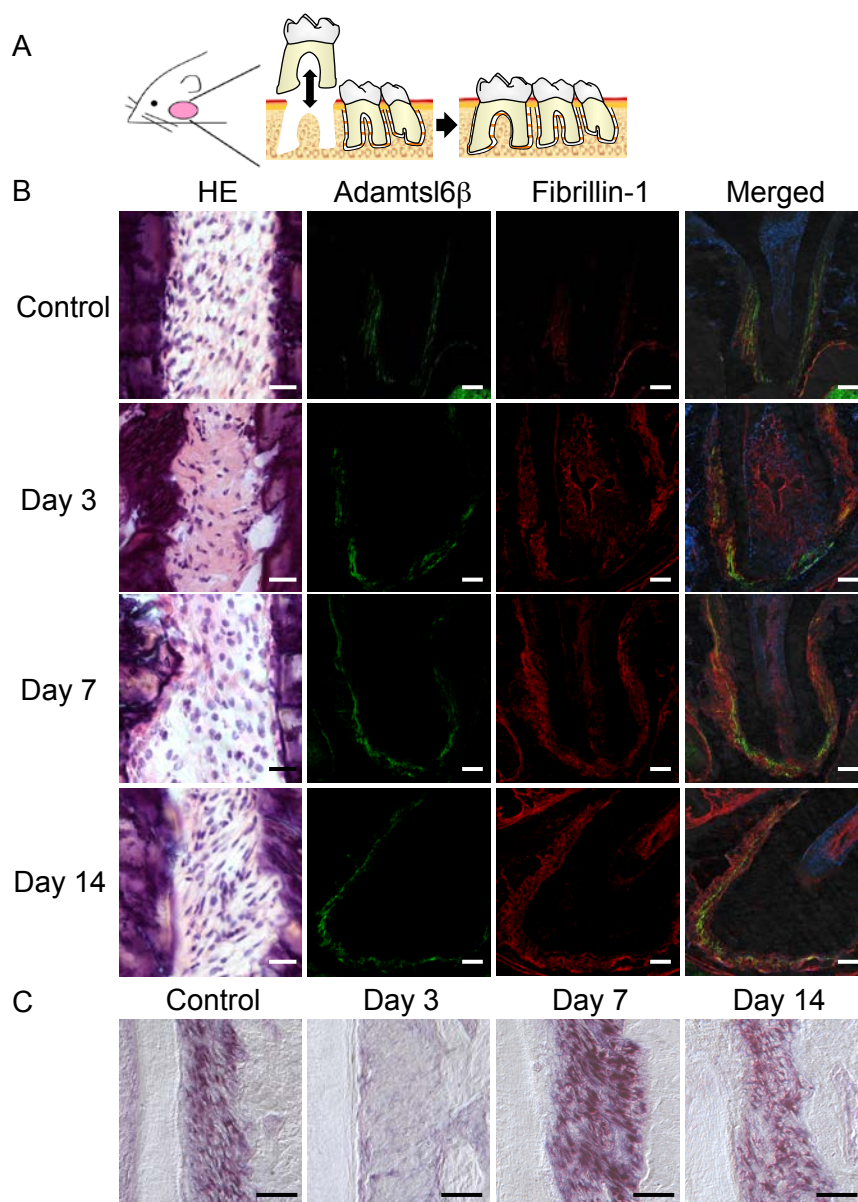 A
B
HE Adamtsl6β Fibrillin-1 Merged
Control
Day 3
Day 7
Day 14
C
Control Day 3 Day 7 Day 14